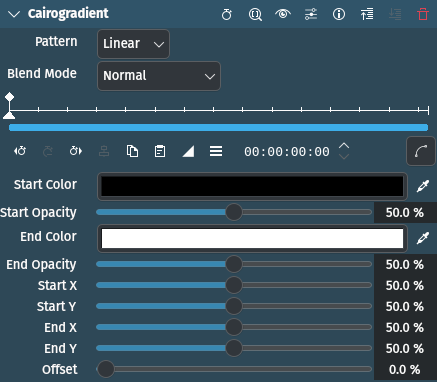 Cairogradient
Pattern Linear
Blend Mode Normal
00:00:00:00
Start Color
Start Opacity 50.0 %
End Color
End Opacity 50.0 %
Start X 50.0 %
Start Y 50.0 %
End X 50.0 %
End Y 50.0 %
Offset 0.0 %